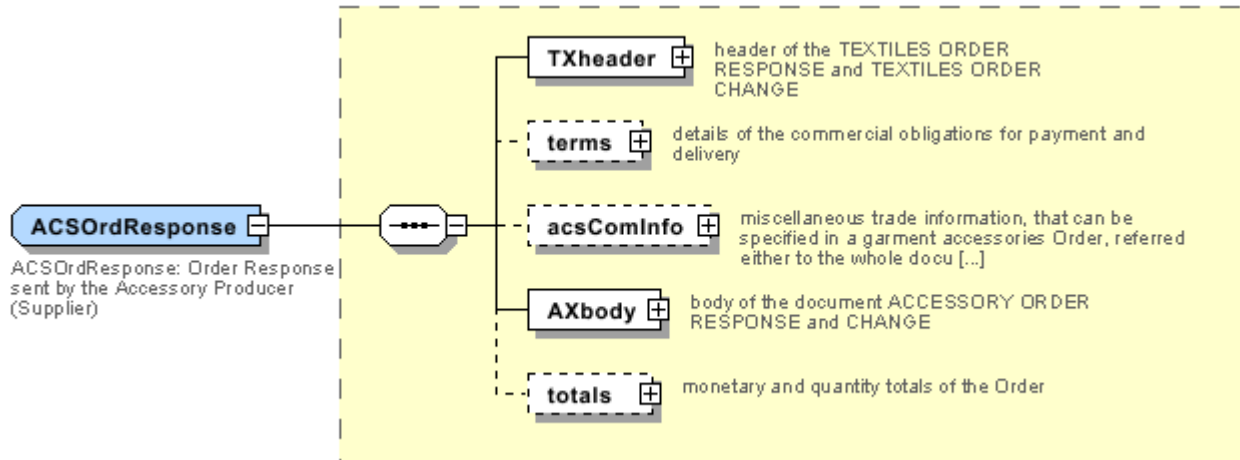 TXheader
header of the TEXTILES ORDER
RESPONSE and TEXTILES ORDER
CHANGE
terms
details of the commercial obligations for payment and
delivery
ACSOrdResponse
ACSOrdResponse: Order Response
sent by the Accessory Producer
(Supplier)
acsComInfo
miscellaneous trade information, that can be
specified in a garment accessories Order, referred
either to the whole docu [...]
AXbody
body of the document ACCESSORY ORDER
RESPONSE and CHANGE
totals
monetary and quantity totals of the Order